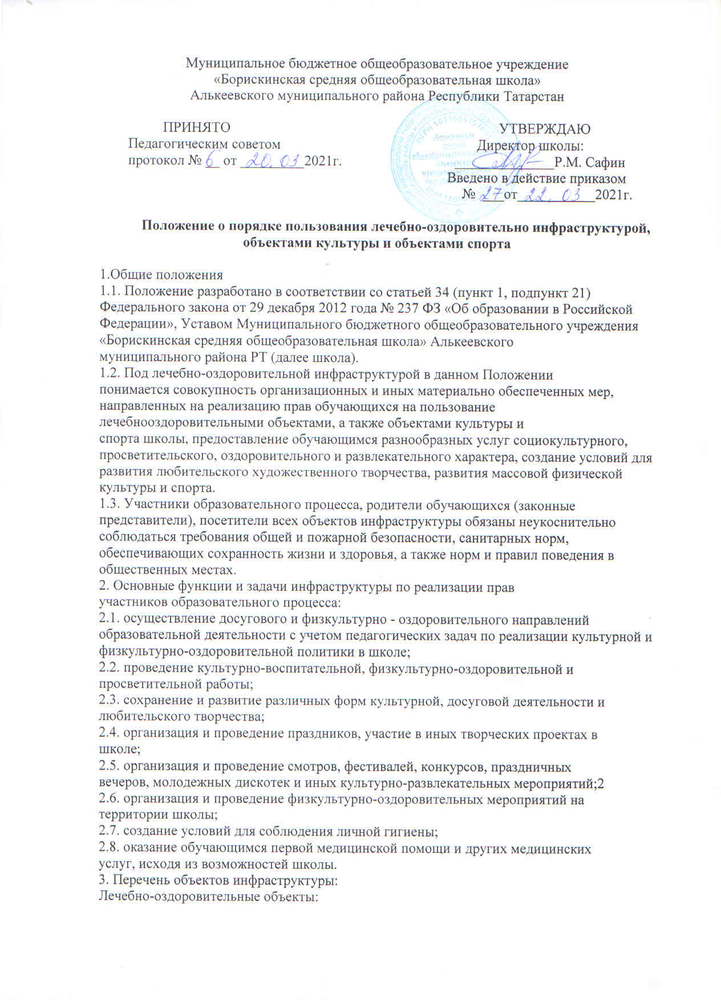 Муниципальное бюджетное общеобразовательное учреждение
«Борискинская средняя общеобразовательная школа»
Алькеевского муниципального района Республики Татарстан
ПРИНЯТО
Педагогическим советом
протокол № 6 от 20.03 2021г.
УТВЕРЖДАЮ
Директор школы:
Р.М. Сафин
Введено в действие приказом
№ 27 от 22.03 2021г.
Положение о порядке пользования лечебно-оздоровительно инфраструктурой,
объектами культуры и объектами спорта
1.Общие положения
1.1. Положение разработано в соответствии со статьей 34 (пункт 1, подпункт 21)
Федерального закона от 29 декабря 2012 года № 237 ФЗ «Об образовании в Российской
Федерации», Уставом Муниципального бюджетного общеобразовательного учреждения
«Борискинская средняя общеобразовательная школа» Алькеевского
муниципального района РТ (далее школа).
1.2. Под лечебно-оздоровительной инфраструктурой в данном Положении
понимается совокупность организационных и иных материально обеспеченных мер,
направленных на реализацию прав обучающихся на пользование
лечебнооздоровительными объектами, а также объектами культуры и
спорта школы, предоставление обучающимся разнообразных услуг социокультурного,
просветительского, оздоровительного и развлекательного характера, создание условий для
развития любительского художественного творчества, развития массовой физической
культуры и спорта.
1.3. Участники образовательного процесса, родители обучающихся (законные
представители), посетители всех объектов инфраструктуры обязаны неукоснительно
соблюдаться требования общей и пожарной безопасности, санитарных норм,
обеспечивающих сохранность жизни и здоровья, а также норм и правил поведения в
общественных местах.
2. Основные функции и задачи инфраструктуры по реализации прав
участников образовательного процесса:
2.1. осуществление досугового и физкультурно - оздоровительного направлений
образовательной деятельности с учетом педагогических задач по реализации культурной и
физкультурно-оздоровительной политики в школе;
2.2. проведение культурно-воспитательной, физкультурно-оздоровительной и
просветительной работы;
2.3. сохранение и развитие различных форм культурной, досуговой деятельности и
любительского творчества;
2.4. организация и проведение праздников, участие в иных творческих проектах в
школе;
2.5. организация и проведение смотров, фестивалей, конкурсов, праздничных
вечеров, молодежных дискотек и иных культурно-развлекательных мероприятий;2
2.6. организация и проведение физкультурно-оздоровительных мероприятий на
территории школы;
2.7. создание условий для соблюдения личной гигиены;
2.8. оказание обучающимся первой медицинской помощи и других медицинских
услуг, исходя из возможностей школы.
3. Перечень объектов инфраструктуры:
Лечебно-оздоровительные объекты: